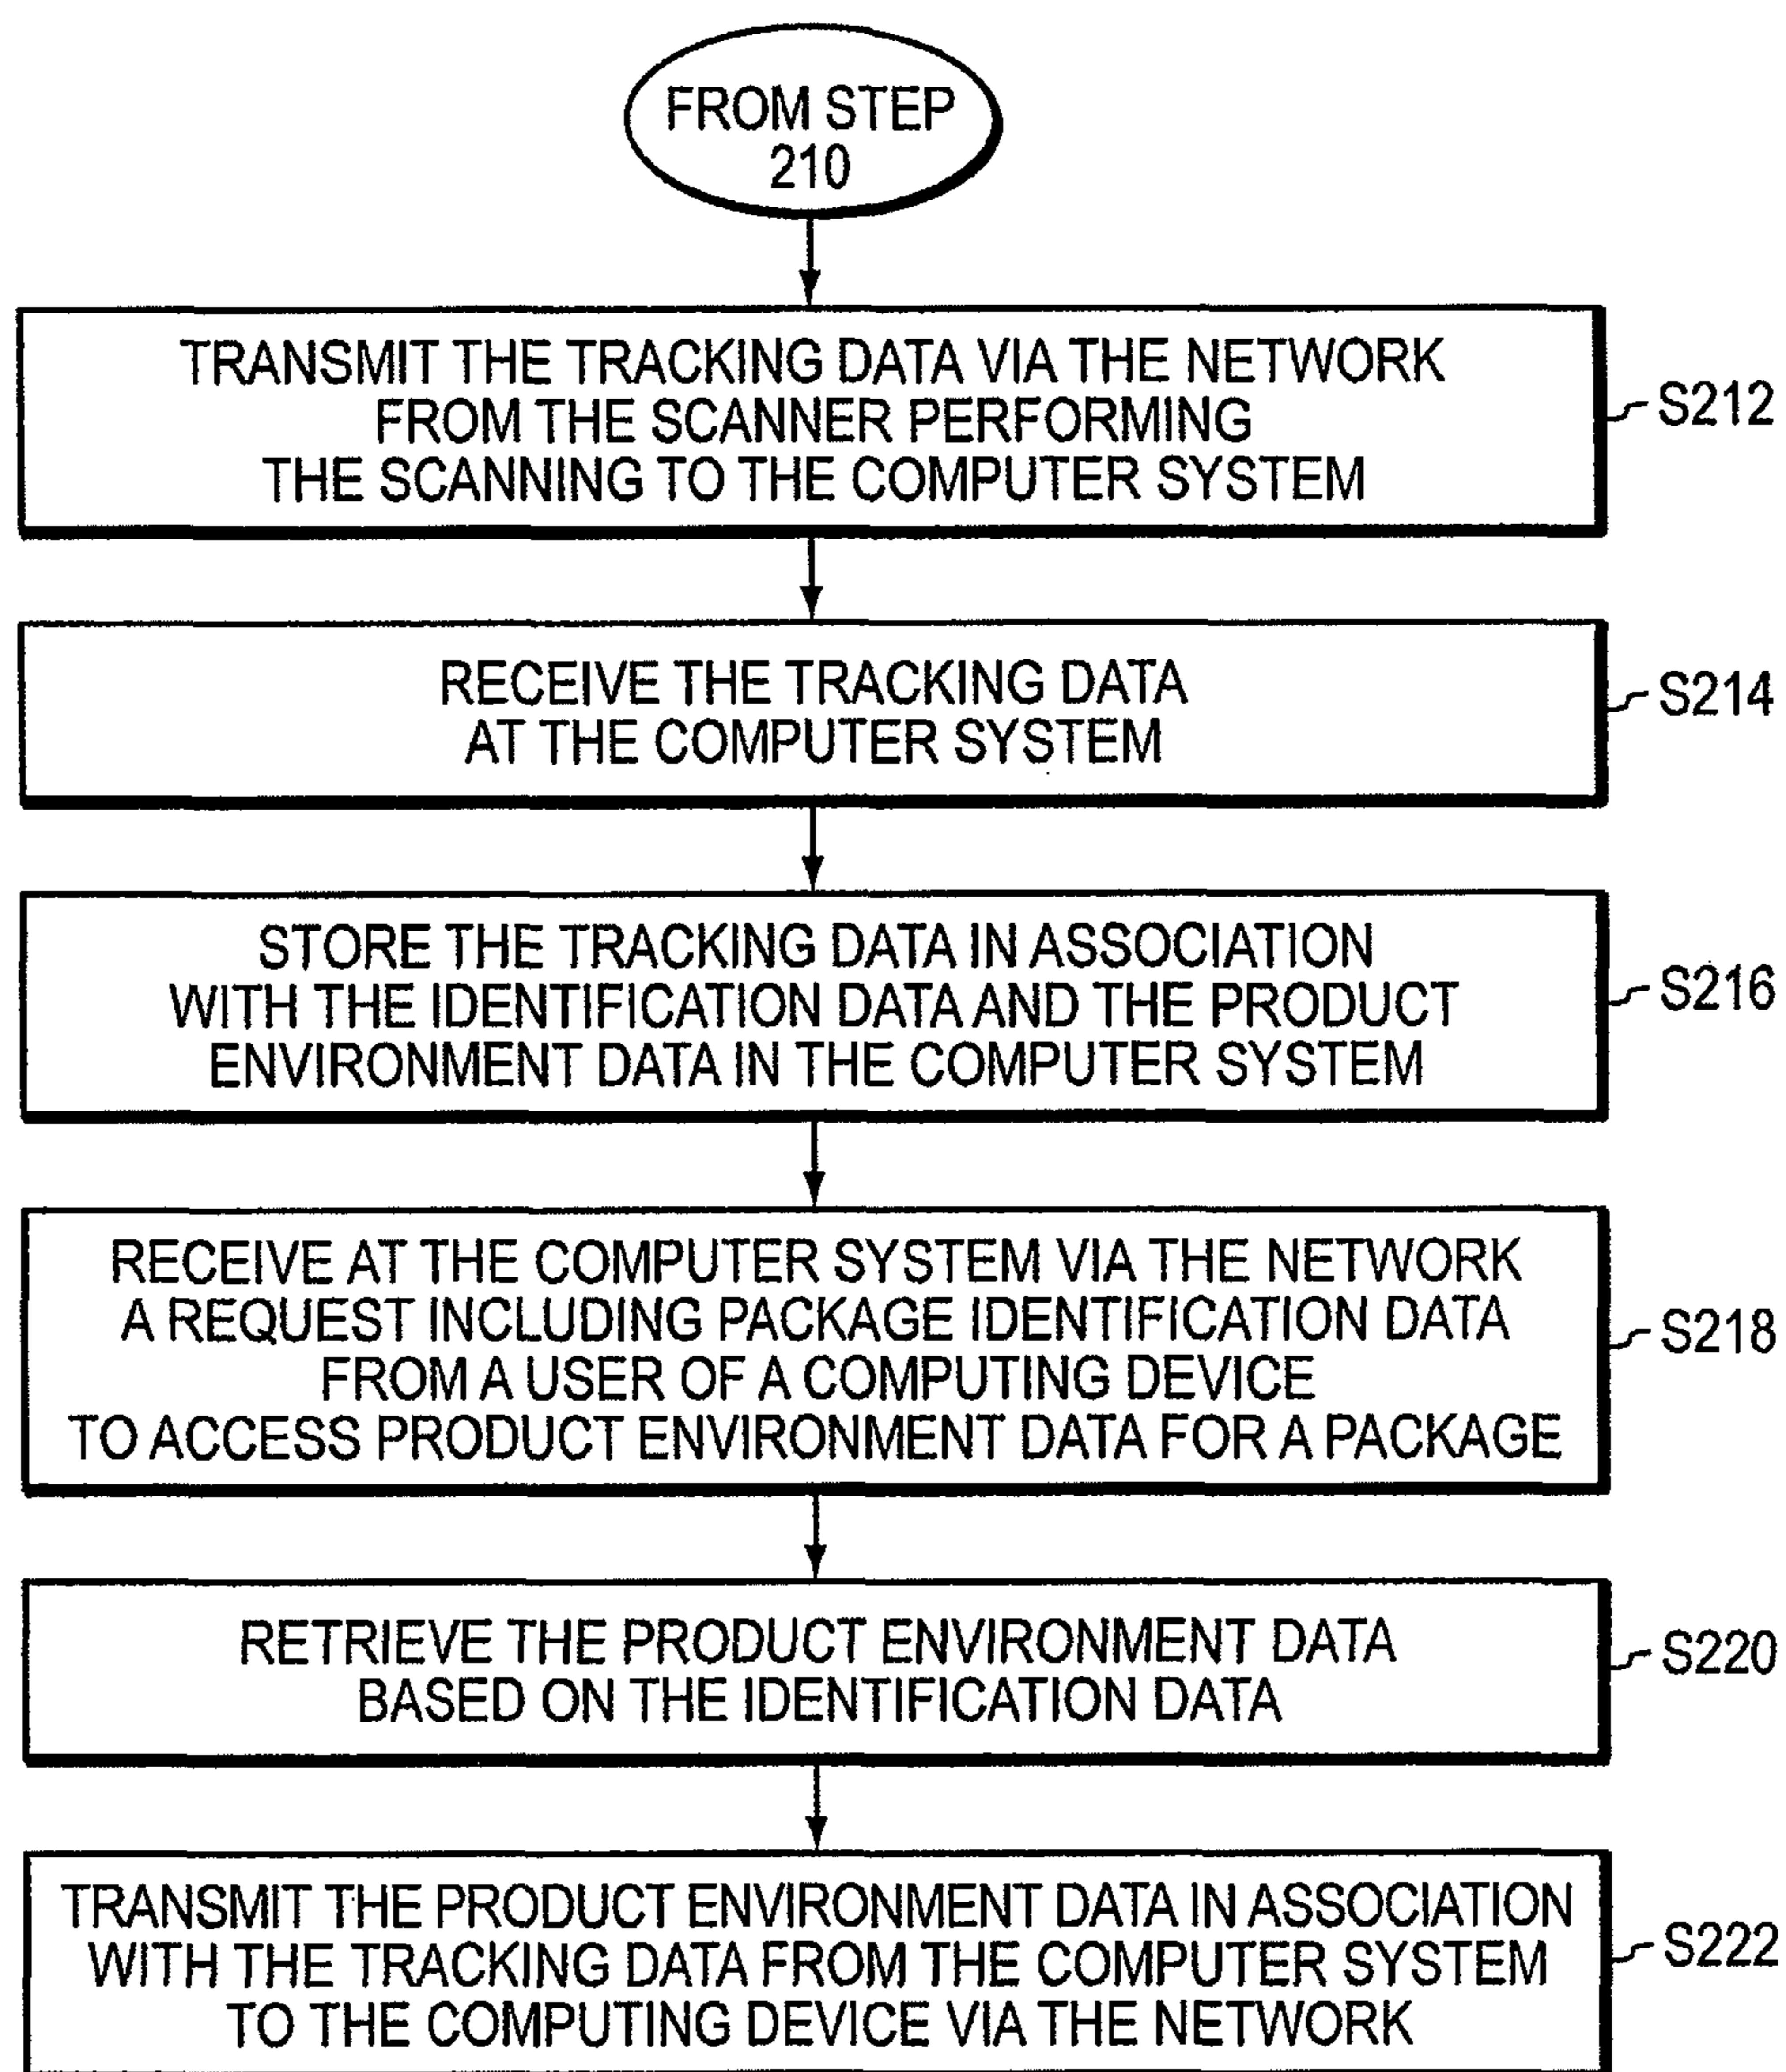 FROM STEP
210
TRANSMIT THE TRACKING DATA VIA THE NETWORK
FROM THE SCANNER PERFORMING
THE SCANNING TO THE COMPUTER SYSTEM
S212
RECEIVE THE TRACKING DATA
AT THE COMPUTER SYSTEM
S214
STORE THE TRACKING DATA IN ASSOCIATION
WITH THE IDENTIFICATION DATA AND THE PRODUCT
ENVIRONMENT DATA IN THE COMPUTER SYSTEM
S216
RECEIVE AT THE COMPUTER SYSTEM VIA THE NETWORK
A REQUEST INCLUDING PACKAGE IDENTIFICATION DATA
FROM A USER OF A COMPUTING DEVICE
TO ACCESS PRODUCT ENVIRONMENT DATA FOR A PACKAGE
S218
RETRIEVE THE PRODUCT ENVIRONMENT DATA
BASED ON THE IDENTIFICATION DATA
S220
TRANSMIT THE PRODUCT ENVIRONMENT DATA IN ASSOCIATION
WITH THE TRACKING DATA FROM THE COMPUTER SYSTEM
TO THE COMPUTING DEVICE VIA THE NETWORK
S222